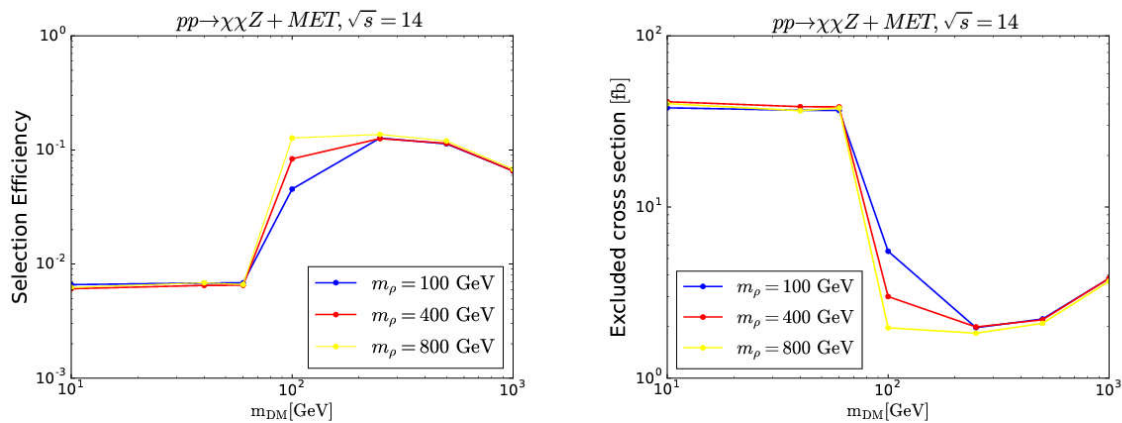 pp→χχZ + MET, √s = 14
Selection Efficiency
10⁰
10⁻¹
10⁻²
10⁻³
m_ρ = 100 GeV
m_ρ = 400 GeV
m_ρ = 800 GeV
10¹
10²
10³
m_DM[GeV]
pp→χχZ + MET, √s = 14
Excluded cross section [fb]
10²
10¹
10⁰
m_ρ = 100 GeV
m_ρ = 400 GeV
m_ρ = 800 GeV
10¹
10²
10³
m_DM[GeV]